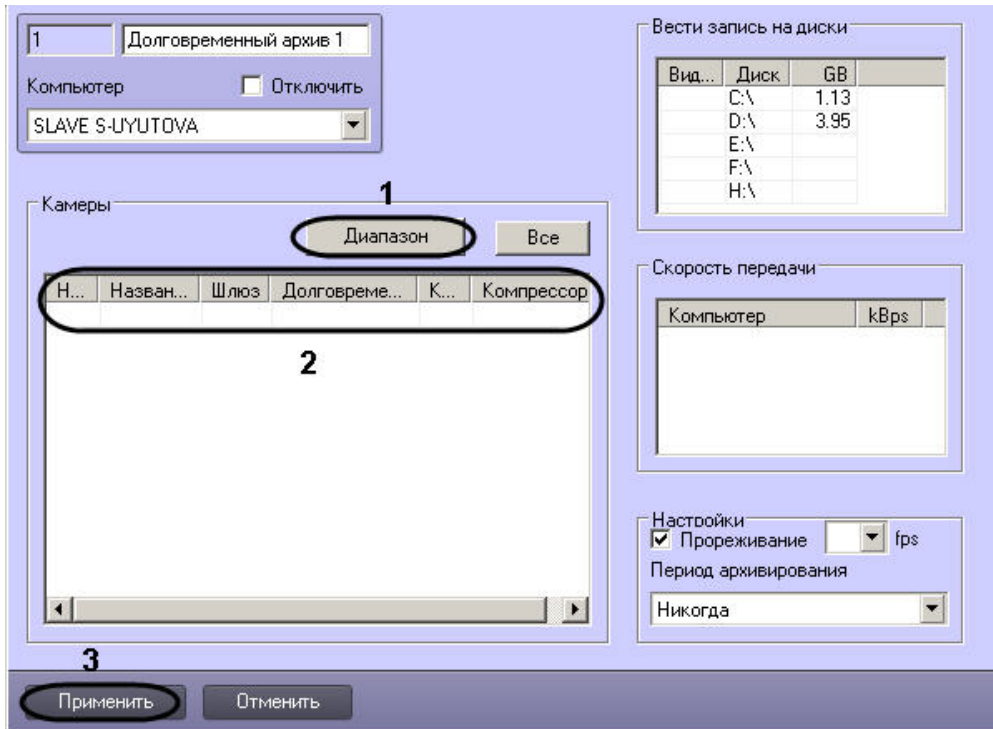 1 Долговременный архив 1
Компьютер Отключить
SLAVE S-UYUTOVA
Вести запись на диски
Вид... Диск GB
C:\ 1.13
D:\ 3.95
E:\
F:\
H:\
Камеры
1
Диапазон Все
Н... Назван... Шлюз Долговреме... К... Компрессор
2
Скорость передачи
Компьютер kBps
Настройки
Прореживание fps
Период архивирования
Никогда
3
Применить Отменить